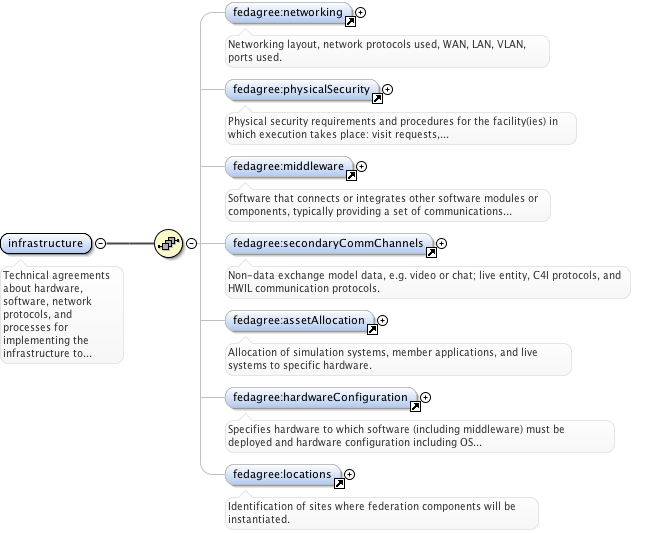 fedagree:networking
Networking layout, network protocols used, WAN, LAN, VLAN,
ports used.
fedagree:physicalSecurity
Physical security requirements and procedures for the facility(ies) in
which execution takes place: visit requests,...
fedagree:middleware
Software that connects or integrates other software modules or
components, typically providing a set of communications...
infrastructure
Technical agreements
about hardware,
software, network
protocols, and
processes for
implementing the
infrastructure to...
fedagree:secondaryCommChannels
Non-data exchange model data, e.g. video or chat; live entity, C4I protocols, and
HWIL communication protocols.
fedagree:assetAllocation
Allocation of simulation systems, member applications, and live
systems to specific hardware.
fedagree:hardwareConfiguration
Specifies hardware to which software (including middleware) must be
deployed and hardware configuration including OS...
fedagree:locations
Identification of sites where federation components will be
instantiated.